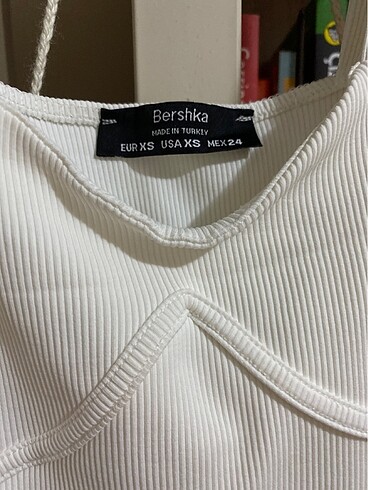 Bershka
MADE IN TURKEY
EUR XS USA XS MEX 24